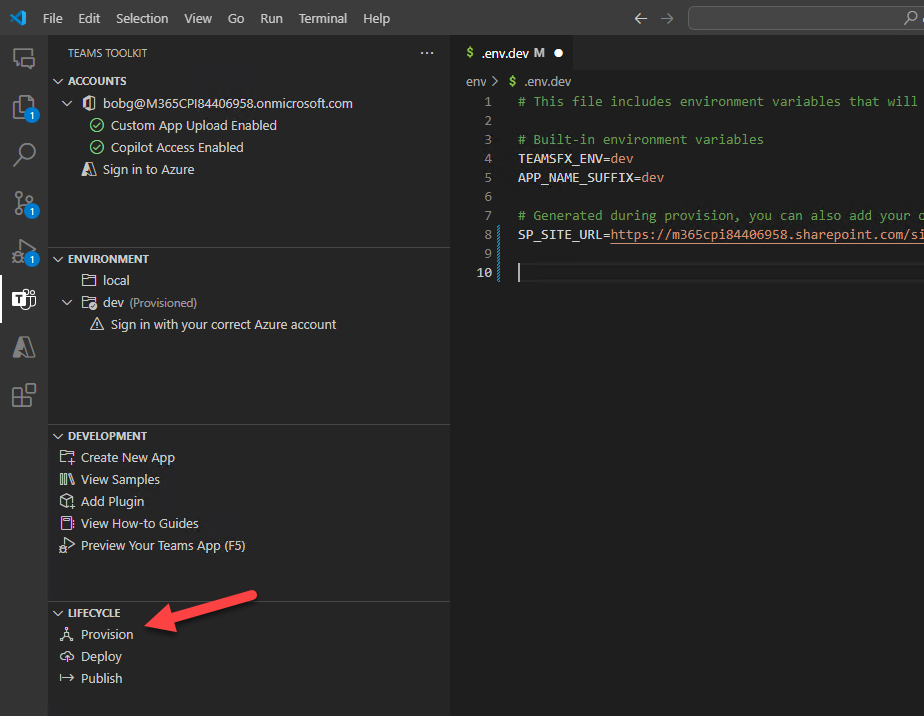 File Edit Selection View Go Run Terminal Help
TEAMS TOOLKIT
ACCOUNTS
bobg@M365CPI84406958.onmicrosoft.com
Custom App Upload Enabled
Copilot Access Enabled
Sign in to Azure
ENVIRONMENT
local
dev (Provisioned)
Sign in with your correct Azure account
DEVELOPMENT
Create New App
View Samples
Add Plugin
View How-to Guides
Preview Your Teams App (F5)
LIFECYCLE
Provision
Deploy
Publish
1
1
1
$ .env.dev M
env > $ .env.dev
1 # This file includes environment variables that will
2
3 # Built-in environment variables
4 TEAMSFX_ENV=dev
5 APP_NAME_SUFFIX=dev
6
7 # Generated during provision, you can also add your o
8 SP_SITE_URL=https://m365cpi84406958.sharepoint.com/si
9
10